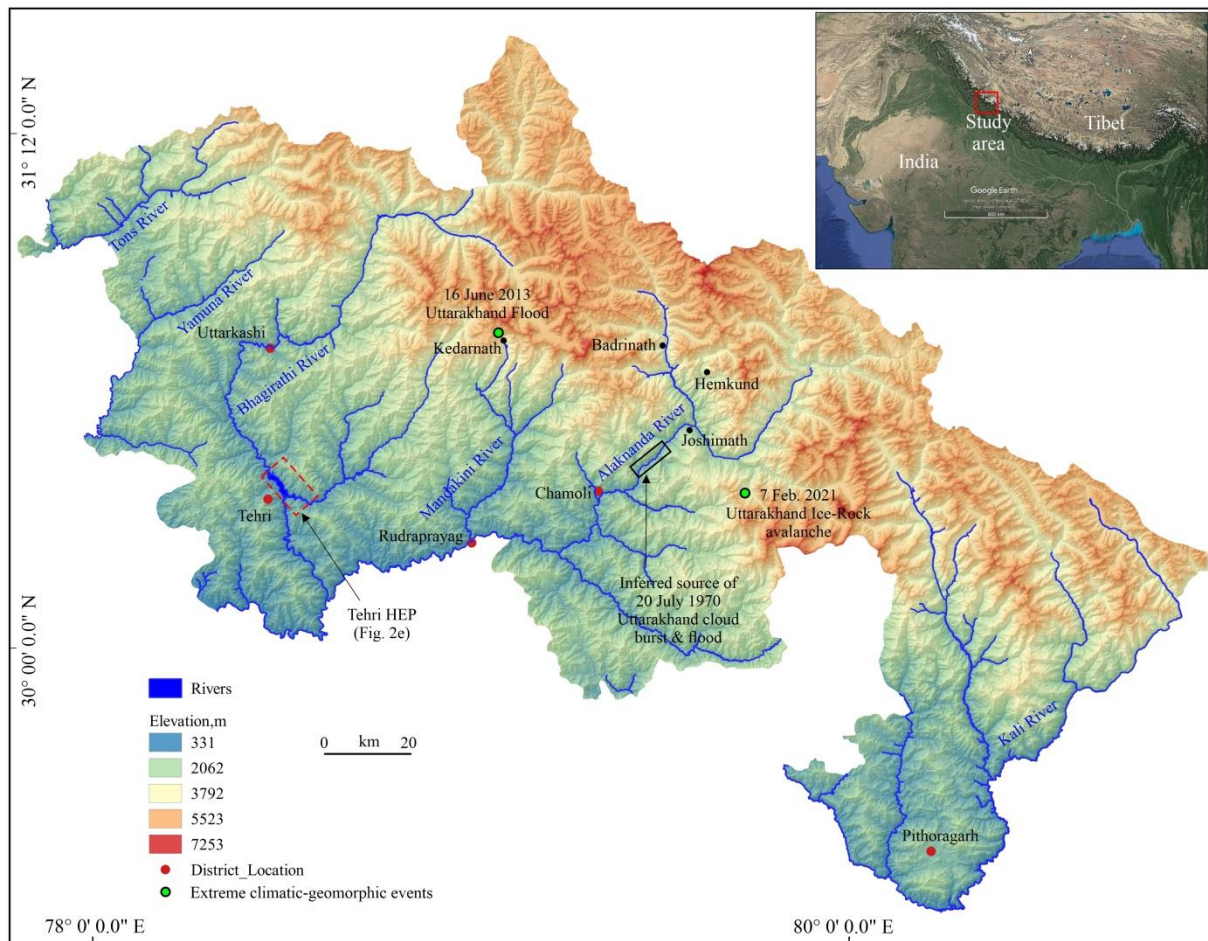 31° 12' 0.0" N
30° 00' 0.0" N
78° 0' 0.0" E
80° 0' 0.0" E
Study
area
Tibet
India
Google Earth
800 km
Tons River
Yamuna River
Uttarkashi
Bhagirathi River
16 June 2013
Uttarakhand Flood
Kedarnath
Badrinath
Hemkund
Alaknanda River
Joshimath
Mandakini River
Chamoli
7 Feb. 2021
Uttarakhand Ice-Rock
avalanche
Tehri
Rudraprayag
Inferred source of
20 July 1970
Uttarakhand cloud
burst & flood
Tehri HEP
(Fig. 2e)
Kali River
Pithoragarh
Rivers
Elevation,m
331
2062
3792
5523
7253
District_Location
Extreme climatic-geomorphic events
0 km 20